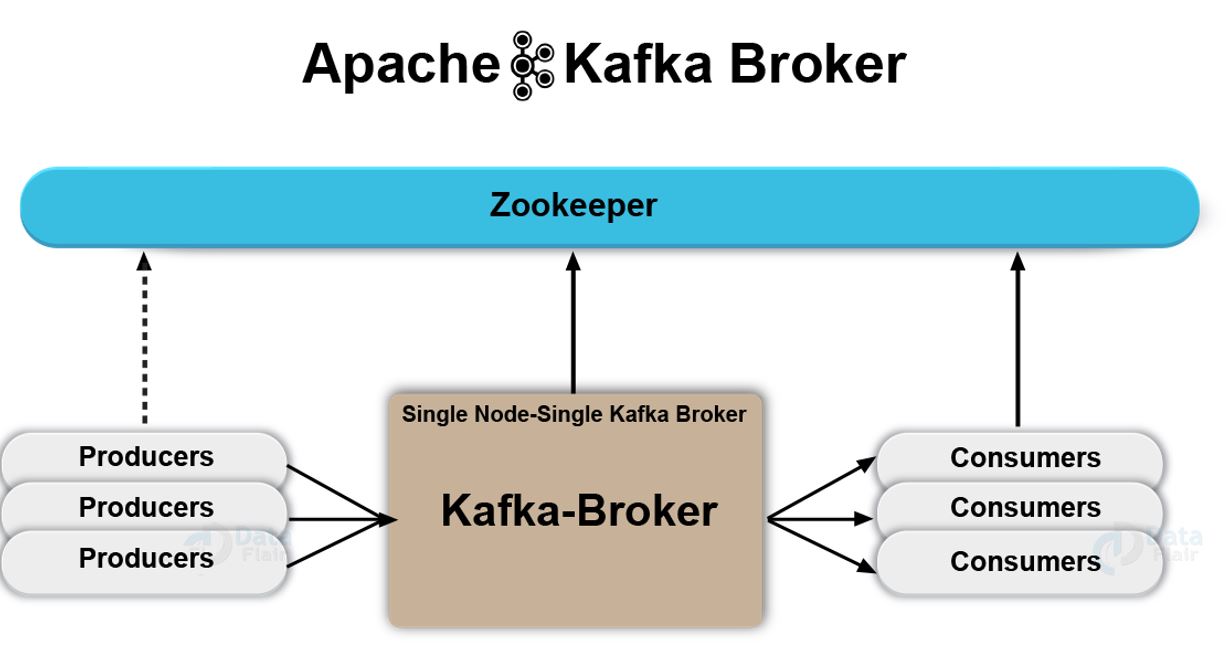 Apache Kafka Broker
Zookeeper
Single Node-Single Kafka Broker
Kafka-Broker
Producers
Producers
Producers
Consumers
Consumers
Consumers
Data
Flair
Data
Flair